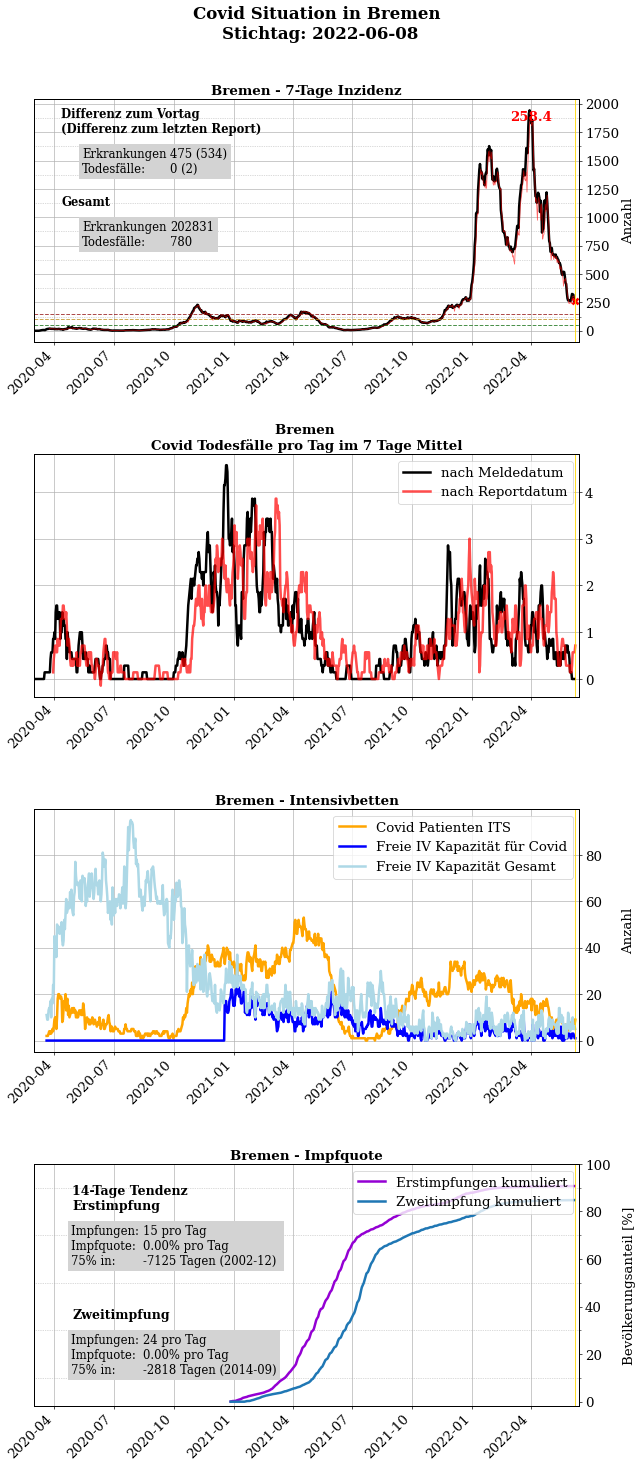 Covid Situation in Bremen
Stichtag: 2022-06-08
Bremen - 7-Tage Inzidenz
Differenz zum Vortag
(Differenz zum letzten Report)
Erkrankungen 475 (534)
Todesfälle: 0 (2)
Gesamt
Erkrankungen 202831
Todesfälle: 780
258.4
2000
1750
1500
1250
1000
750
500
250
0
Anzahl
2020-04
2020-07
2020-10
2021-01
2021-04
2021-07
2021-10
2022-01
2022-04
Bremen
Covid Todesfälle pro Tag im 7 Tage Mittel
nach Meldedatum
nach Reportdatum
4
3
2
1
0
2020-04
2020-07
2020-10
2021-01
2021-04
2021-07
2021-10
2022-01
2022-04
Bremen - Intensivbetten
Covid Patienten ITS
Freie IV Kapazität für Covid
Freie IV Kapazität Gesamt
80
60
40
20
0
Anzahl
2020-04
2020-07
2020-10
2021-01
2021-04
2021-07
2021-10
2022-01
2022-04
Bremen - Impfquote
14-Tage Tendenz
Erstimpfung
Impfungen: 15 pro Tag
Impfquote: 0.00% pro Tag
75% in: -7125 Tagen (2002-12)
Zweitimpfung
Impfungen: 24 pro Tag
Impfquote: 0.00% pro Tag
75% in: -2818 Tagen (2014-09)
Erstimpfungen kumuliert
Zweitimpfung kumuliert
100
80
60
40
20
0
Bevölkerungsanteil [%]
2020-04
2020-07
2020-10
2021-01
2021-04
2021-07
2021-10
2022-01
2022-04